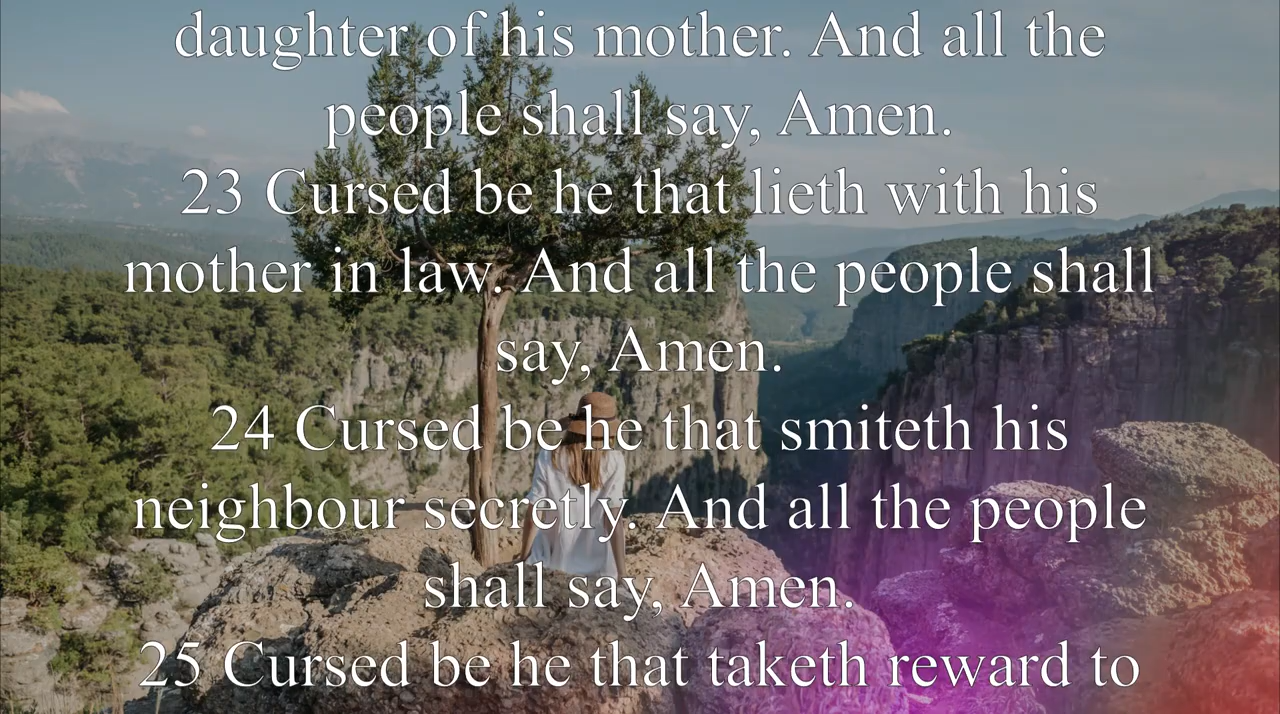 daughter of his mother. And all the
people shall say, Amen.
23 Cursed be he that lieth with his
mother in law. And all the people shall
say, Amen.
24 Cursed be he that smiteth his
neighbour secretly. And all the people
shall say, Amen.
25 Cursed be he that taketh reward to